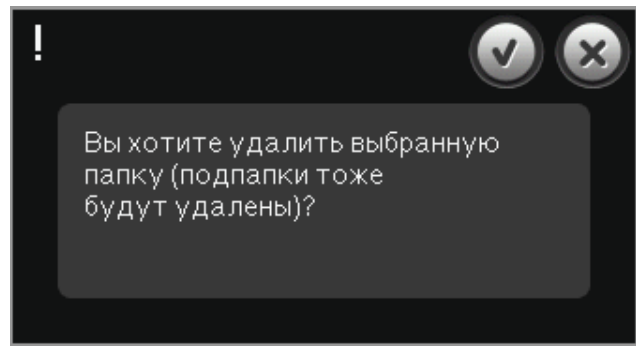 !
Вы хотите удалить выбранную
папку (подпапки тоже
будут удалены)?